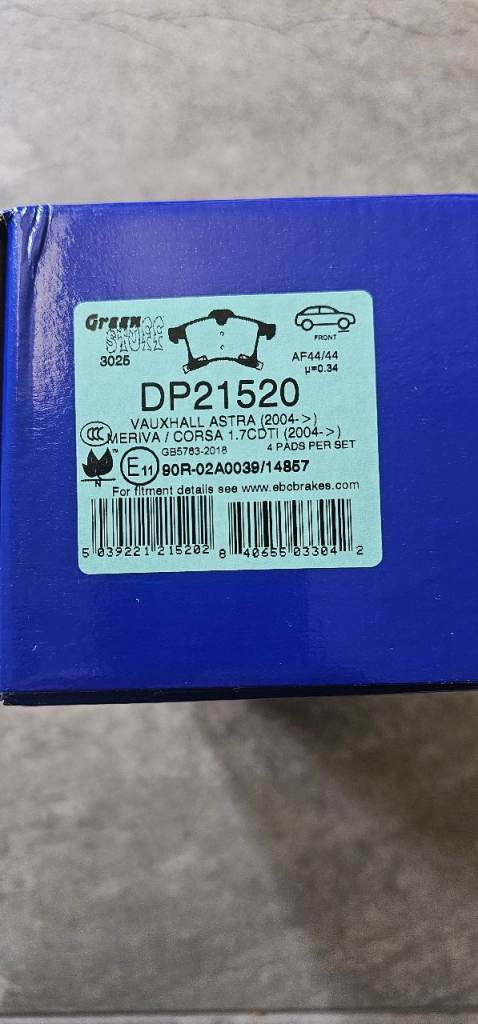 Green
STUFF
3025
FRONT
AF44/44
µ=0.34
DP21520
VAUXHALL ASTRA (2004->)
CCC
MERIVA / CORSA 1.7CDTI (2004->)
GB5763-2018 4 PADS PER SET
TM
N
E11 90R-02A0039/14857
For fitment details see www.ebcbrakes.com
5 039221 215202
8 40655 03304 2